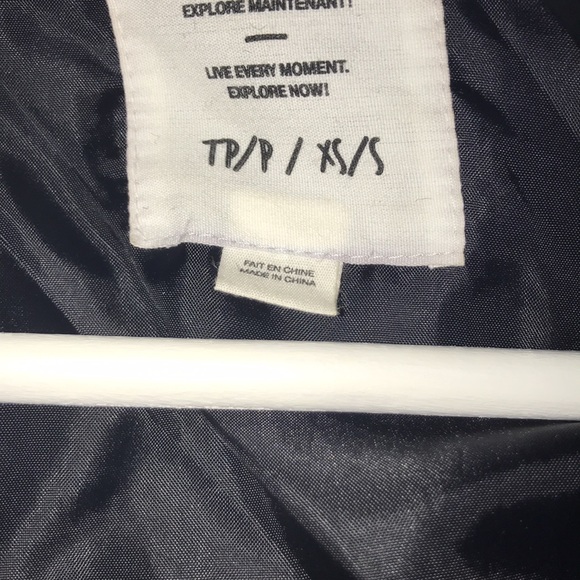 EXPLORE MAINTENANT!
LIVE EVERY MOMENT.
EXPLORE NOW!
TP/P / XS/S
FAIT EN CHINE
MADE IN CHINA